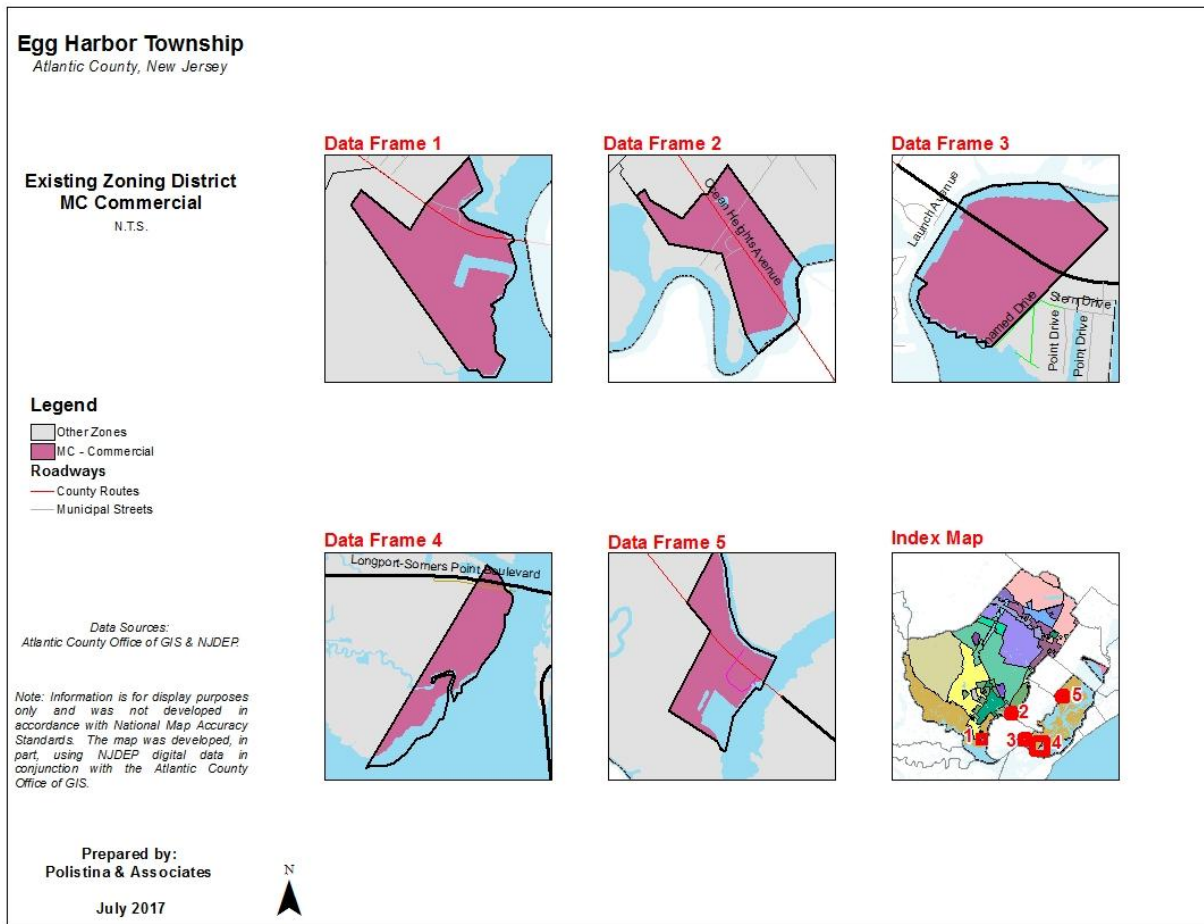 Egg Harbor Township
Atlantic County, New Jersey
Existing Zoning District
MC Commercial
N.T.S.
Legend
Other Zones
MC - Commercial
Roadways
County Routes
Municipal Streets
Data Sources:
Atlantic County Office of GIS & NJDEP.
Note: Information is for display purposes
only and was not developed in
accordance with National Map Accuracy
Standards. The map was developed, in
part, using NJDEP digital data in
conjunction with the Atlantic County
Office of GIS.
Prepared by:
Polistina & Associates
July 2017
N
Data Frame 1
Data Frame 2
Ocean Heights Avenue
Data Frame 3
Launch Avenue
Stern Drive
named Drive
Point Drive
Point Drive
Data Frame 4
Longport-Somers Point Boulevard
Data Frame 5
Index Map
5
2
1
3
4